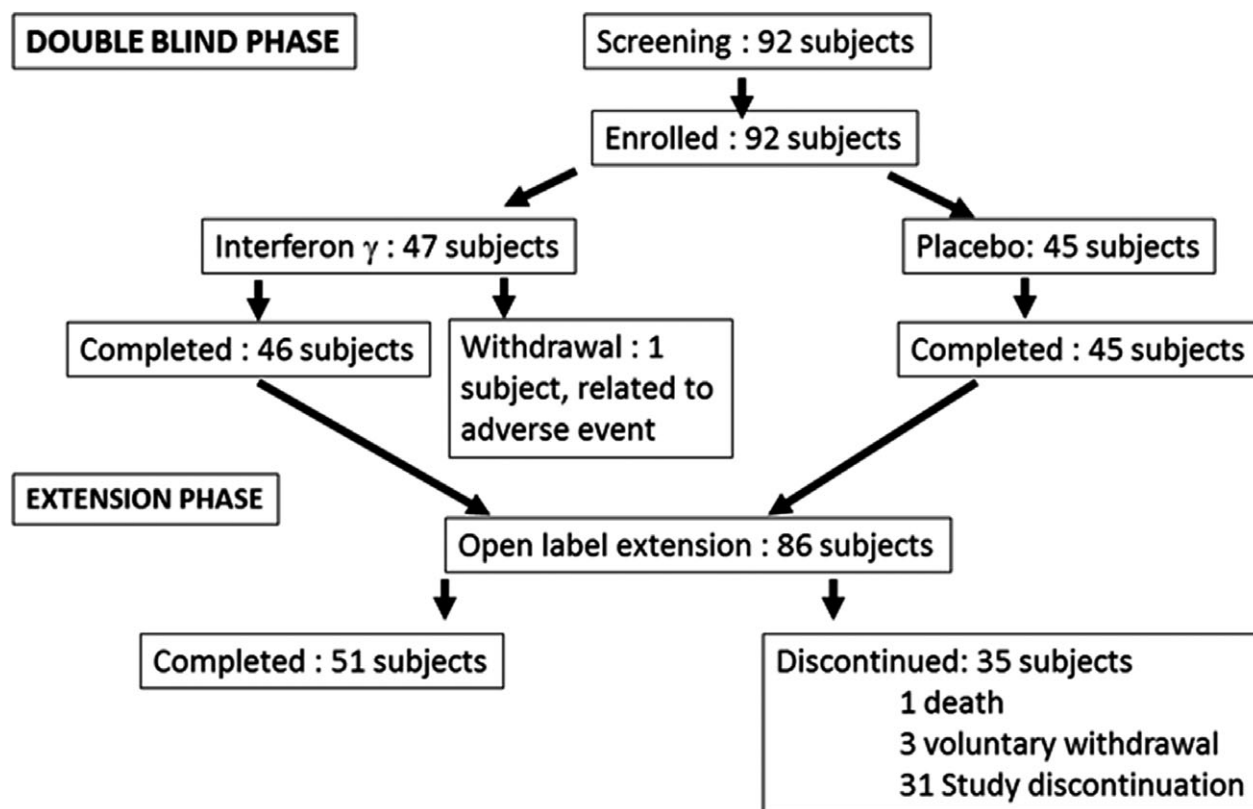 DOUBLE BLIND PHASE
Screening : 92 subjects
Enrolled : 92 subjects
Interferon γ : 47 subjects
Placebo: 45 subjects
Completed : 46 subjects
Withdrawal : 1
subject, related to
adverse event
Completed : 45 subjects
EXTENSION PHASE
Open label extension : 86 subjects
Completed : 51 subjects
Discontinued: 35 subjects
1 death
3 voluntary withdrawal
31 Study discontinuation